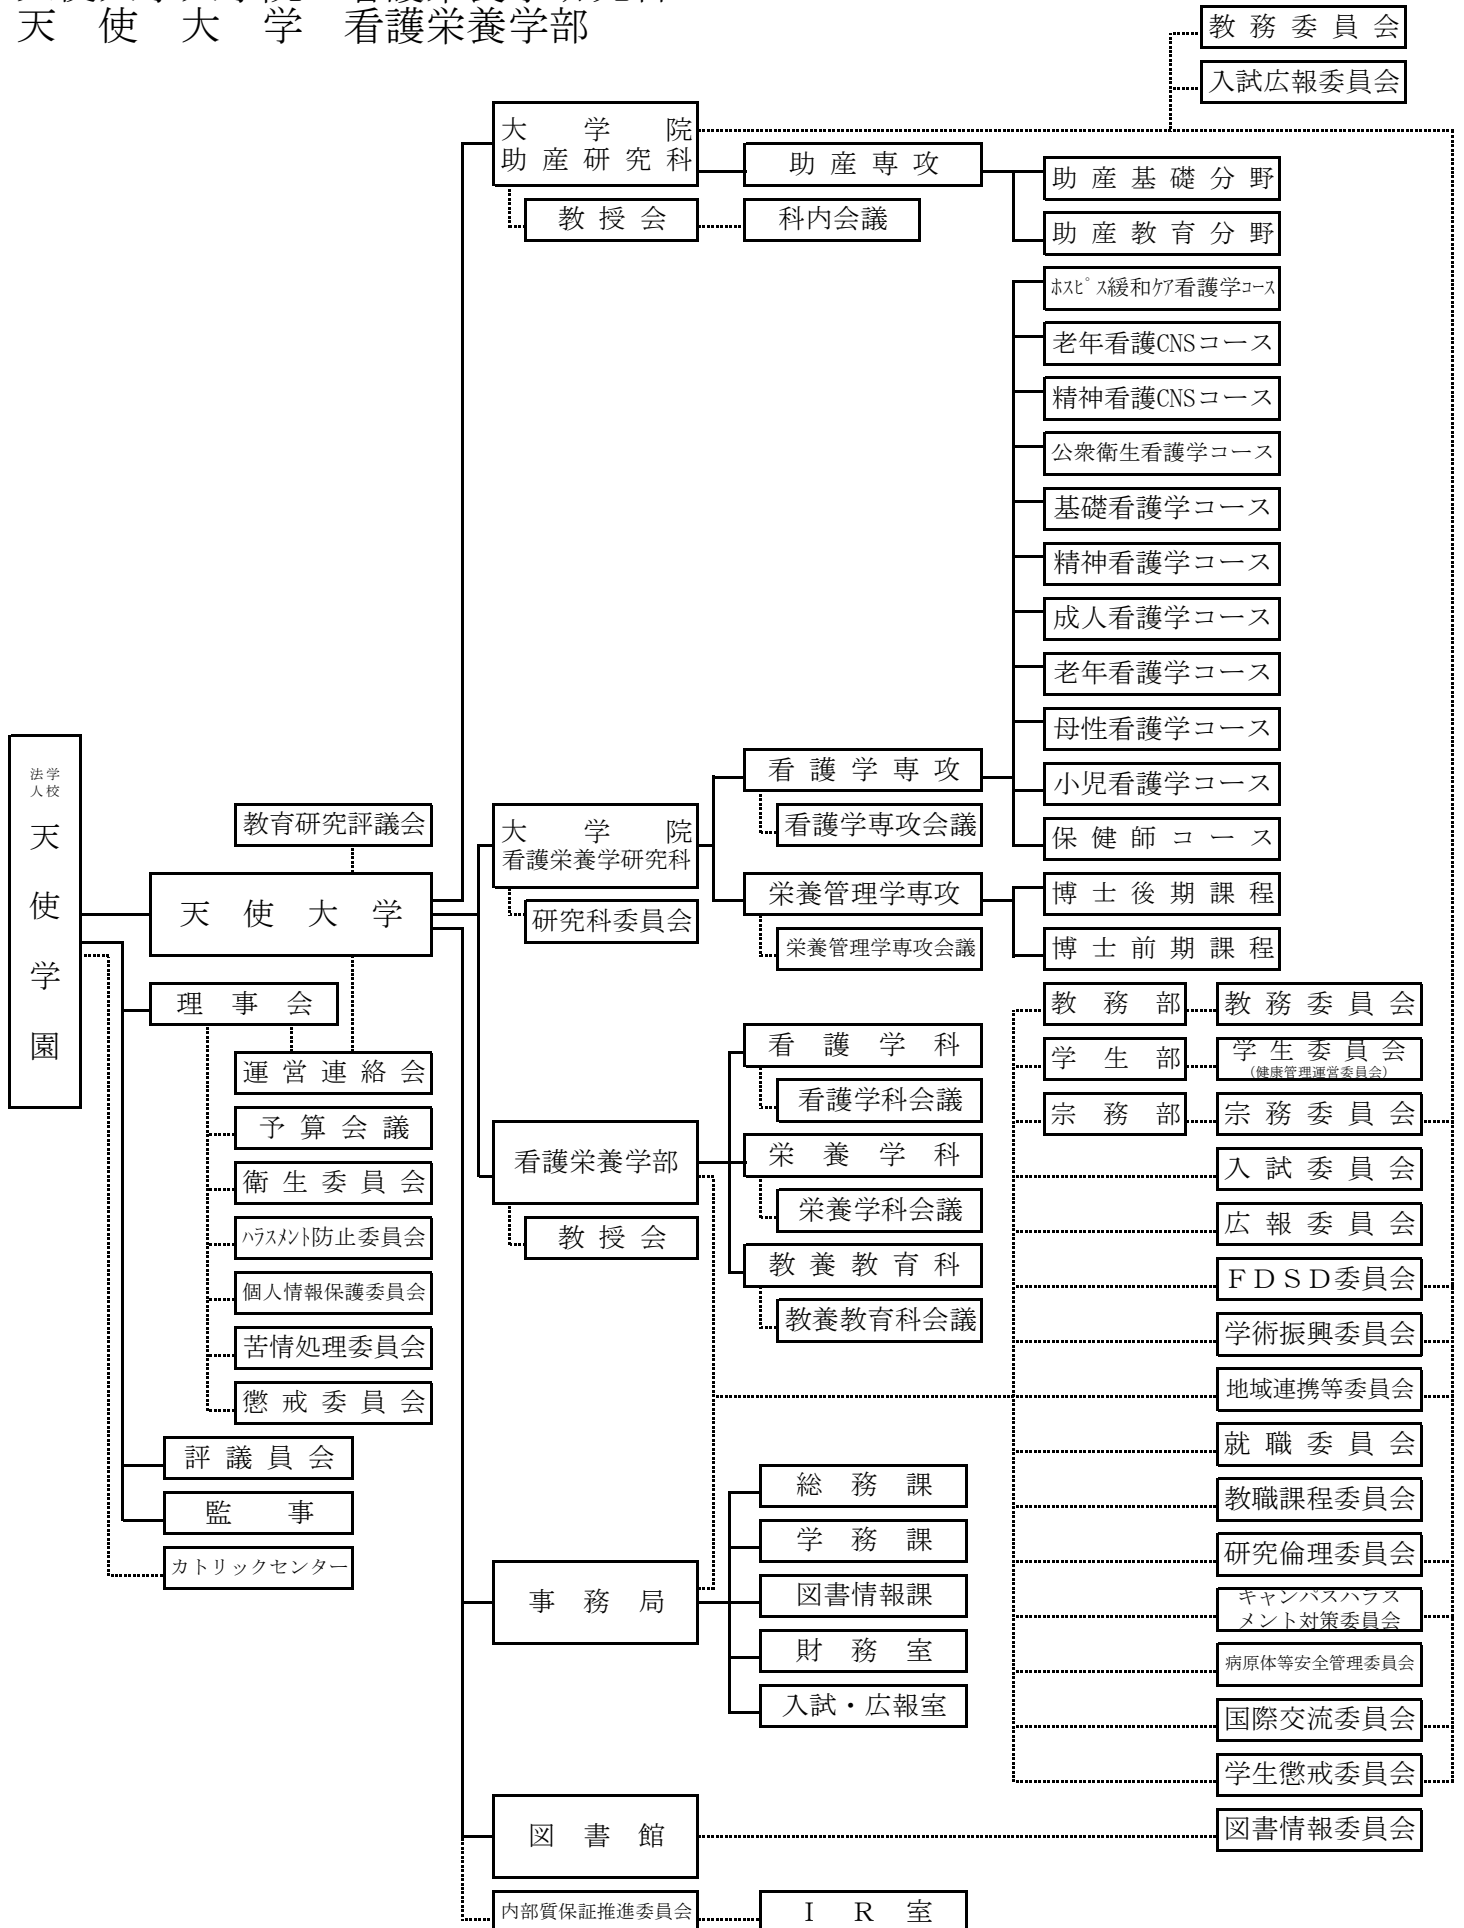 天使大学 看護栄養学部
教務委員会
入試広報委員会
大学院
助産研究科
助産専攻
助産基礎分野
教授会
科内会議
助産教育分野
ホスピス緩和ケア看護学コース
老年看護CNSコース
精神看護CNSコース
公衆衛生看護学コース
基礎看護学コース
精神看護学コース
成人看護学コース
老年看護学コース
母性看護学コース
小児看護学コース
保健師コース
学校
法人
天使学園
教育研究評議会
天使大学
大学院
看護栄養学研究科
研究科委員会
看護学専攻
看護学専攻会議
栄養管理学専攻
栄養管理学専攻会議
博士後期課程
博士前期課程
理事会
運営連絡会
予算会議
衛生委員会
ハラスメント防止委員会
個人情報保護委員会
苦情処理委員会
懲戒委員会
評議員会
監事
カトリックセンター
看護栄養学部
教授会
看護学科
看護学科会議
栄養学科
栄養学科会議
教養教育科
教養教育科会議
教務部
教務委員会
学生部
学生委員会
(健康管理運営委員会)
宗務部
宗務委員会
入試委員会
広報委員会
FDSD委員会
学術振興委員会
地域連携等委員会
就職委員会
教職課程委員会
研究倫理委員会
キャンパスハラス
メント対策委員会
病原体等安全管理委員会
国際交流委員会
学生懲戒委員会
事務局
総務課
学務課
図書情報課
財務室
入試・広報室
図書館
図書情報委員会
内部質保証推進委員会
IR室